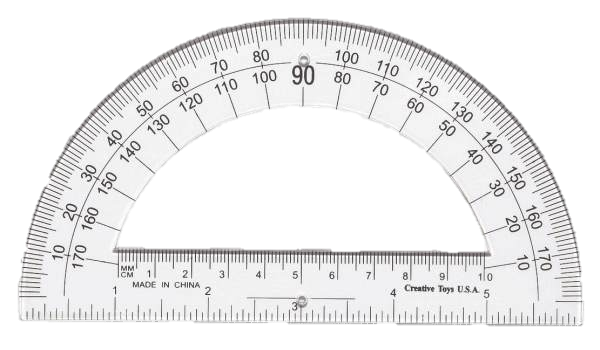 10 20 30 40 50 60 70 80 90 100 110 120 130 140 150 160 170
170 160 150 140 130 120 110 100 80 70 60 50 40 30 20 10
MM 1 2 3 4 5 6 7 8 9 10
CM
MADE IN CHINA
Creative Toys U.S.A.
1 2 3 4 5